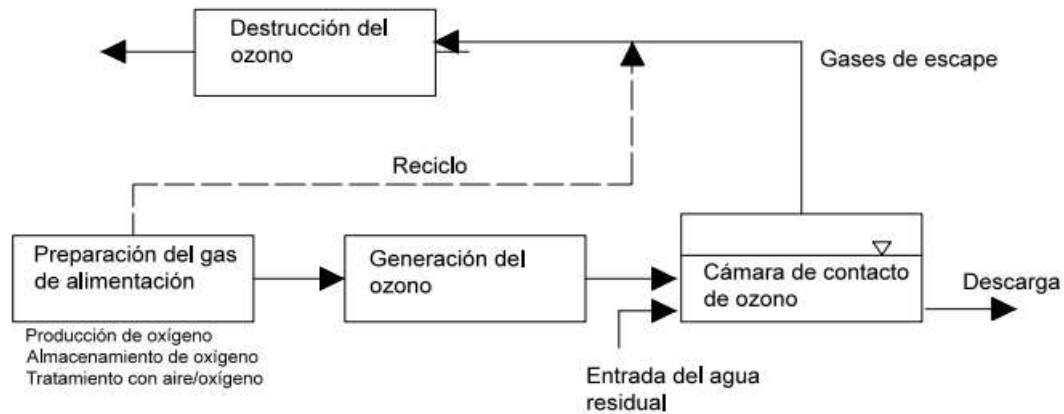 Destrucción del
ozono
Gases de escape
Reciclo
Preparación del gas
de alimentación
Generación del
ozono
Cámara de contacto
de ozono
Descarga
Producción de oxígeno
Almacenamiento de oxígeno
Tratamiento con aire/oxígeno
Entrada del agua
residual